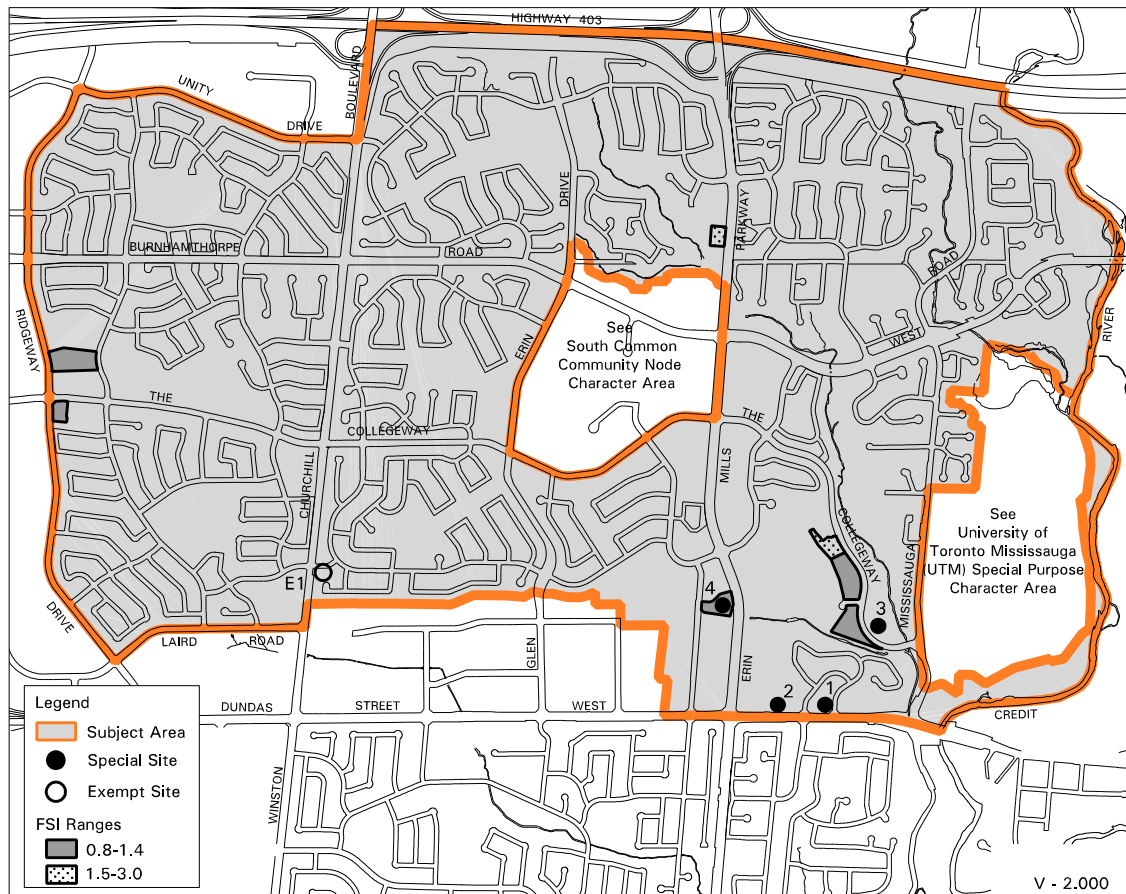 HIGHWAY 403
UNITY
DRIVE
BOULEVARD
DRIVE
PARKWAY
BURNHAMTHORPE
ROAD
ROAD
RIVER
RIDGEWAY
ERIN
WEST
See
South Common
Community Node
Character Area
THE
THE
COLLEGEWAY
MILLS
CHURCHILL
COLLEGEWAY
See
University of
Toronto Mississauga
(UTM) Special Purpose
Character Area
MISSISSAUGA
E1
4
3
DRIVE
LAIRD
ROAD
GLEN
ERIN
2
1
DUNDAS
STREET
WEST
CREDIT
WINSTON
Legend
Subject Area
Special Site
Exempt Site
FSI Ranges
0.8-1.4
1.5-3.0
V - 2.000